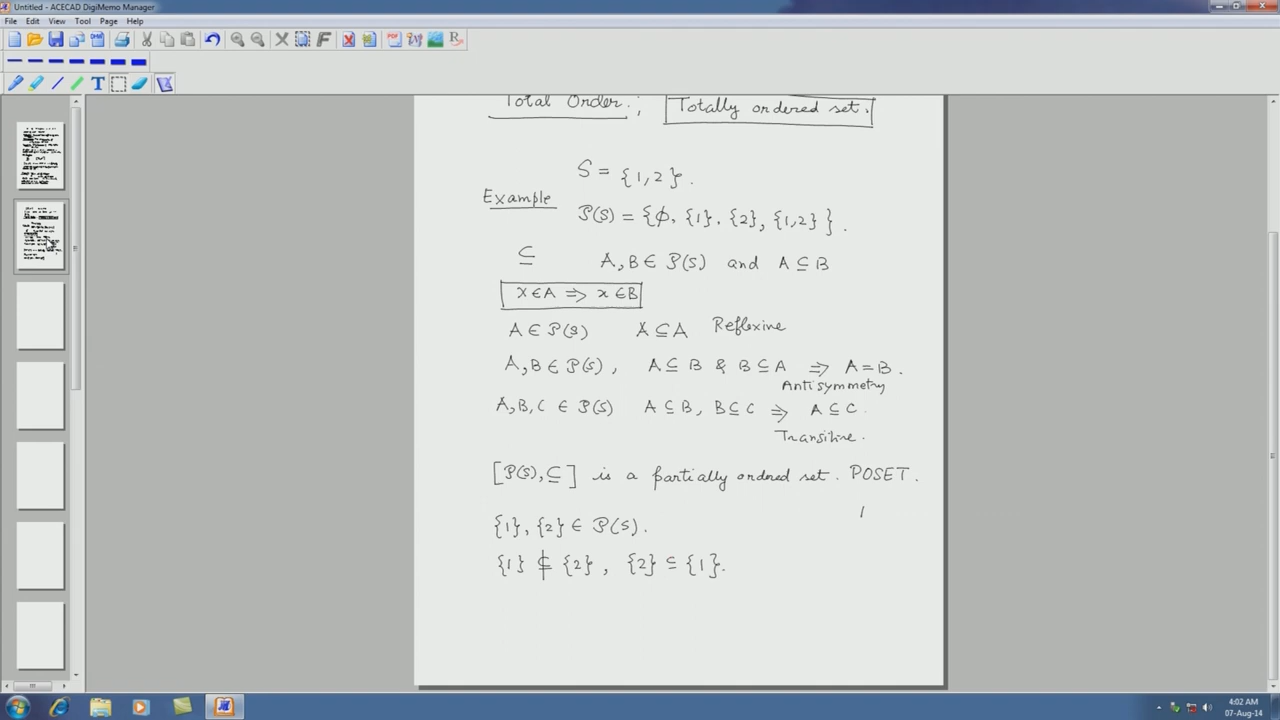 Untitled - ACECAD DigiMemo Manager
File Edit View Tool Page Help
Total Order. ; Totally ordered set.
S = {1,2}.
Example
P(S) = {ϕ, {1}, {2}, {1,2}}.
⊆ A,B ∈ P(S) and A ⊆ B
x∈A ⇒ x∈B
A ∈ P(S) A ⊆ A Reflexive
A,B ∈ P(S), A ⊆ B & B ⊆ A ⇒ A = B.
Antisymmetry
A,B,C ∈ P(S) A ⊆ B, B ⊆ C ⇒ A ⊆ C.
Transitive.
[P(S), ⊆] is a partially ordered set. POSET.
{1}, {2} ∈ P(S).
{1} ⊈ {2}, {2} ⊆ {1}.
4:02 AM
07-Aug-14